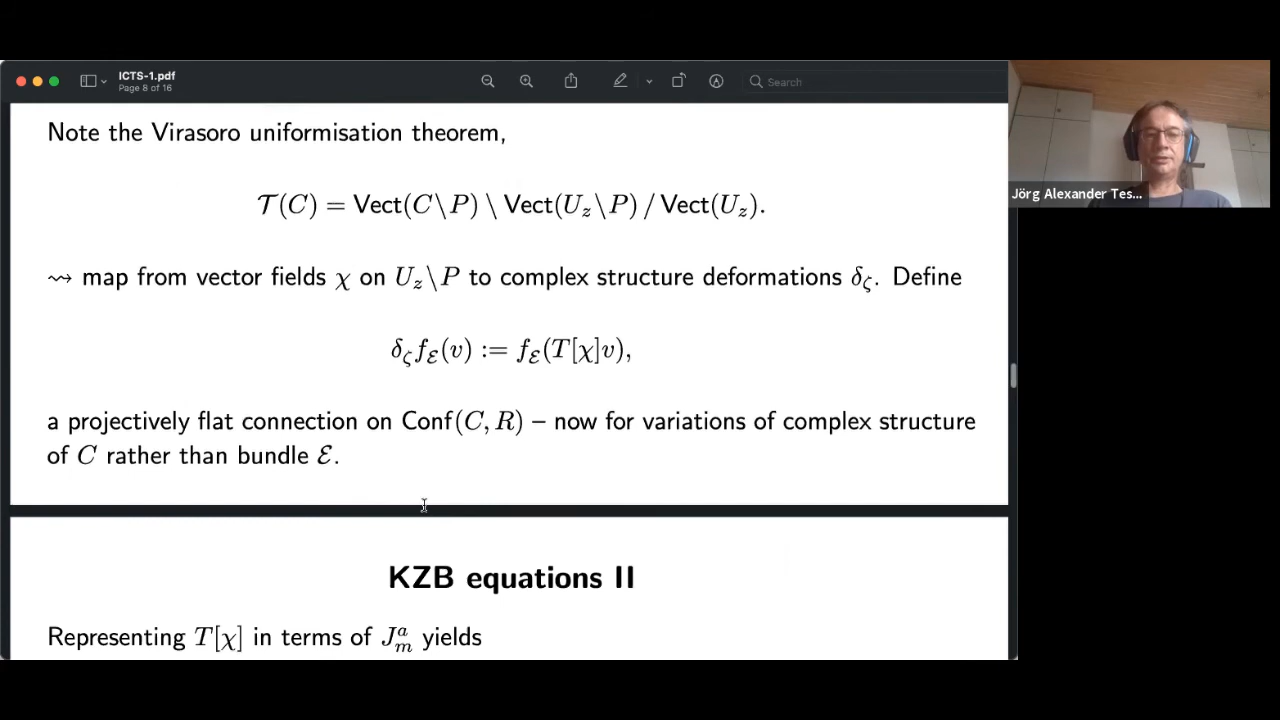 ICTS-1.pdf
Page 8 of 16
Search
Note the Virasoro uniformisation theorem,
𝒯(C) = Vect(C\P) \ Vect(U_z\P) / Vect(U_z).
⇝ map from vector fields χ on U_z\P to complex structure deformations δ_ζ. Define
δ_ζ f_ℰ(v) := f_ℰ(T[χ]v),
a projectively flat connection on Conf(C, R) – now for variations of complex structure
of C rather than bundle ℰ.
KZB equations II
Representing T[χ] in terms of J^a_m yields
Jörg Alexander Tes...